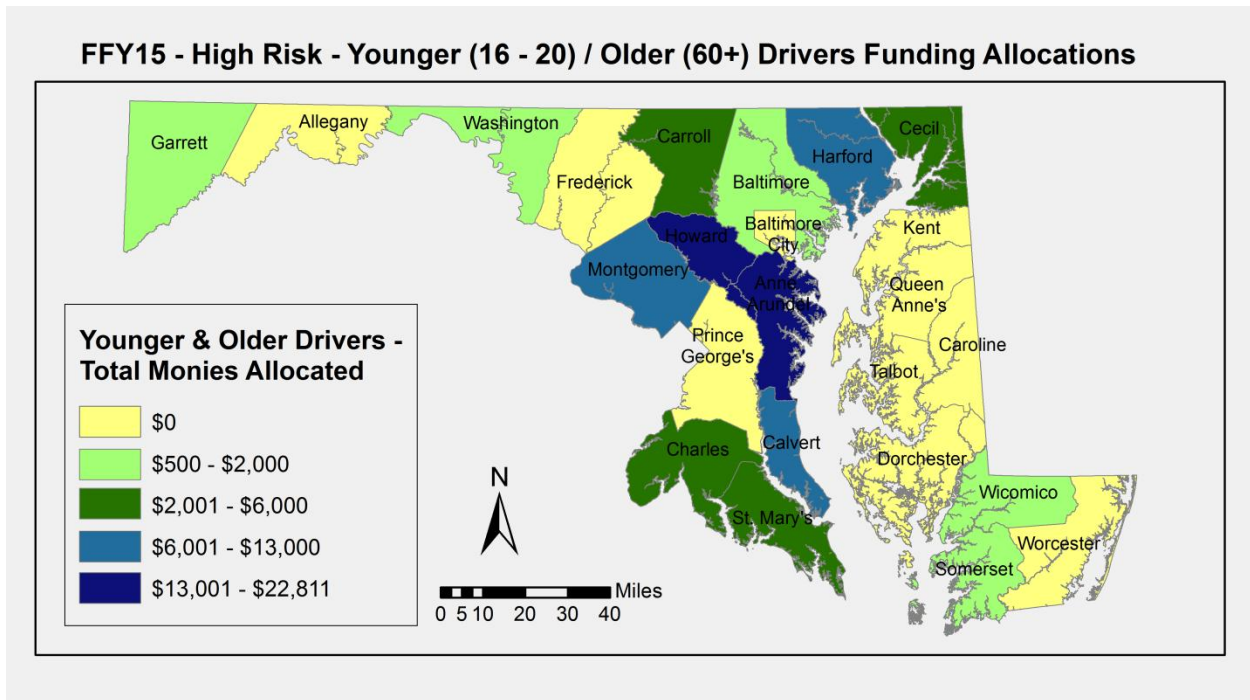 FFY15 - High Risk - Younger (16 - 20) / Older (60+) Drivers Funding Allocations
Garrett
Allegany
Washington
Frederick
Carroll
Baltimore
Harford
Cecil
Baltimore
City
Howard
Montgomery
Anne
Arundel
Prince
George's
Kent
Queen
Anne's
Caroline
Talbot
Charles
Calvert
Dorchester
St. Mary's
Wicomico
Worcester
Somerset
Younger & Older Drivers -
Total Monies Allocated
$0
$500 - $2,000
$2,001 - $6,000
$6,001 - $13,000
$13,001 - $22,811
N
Miles
0 5 10 20 30 40